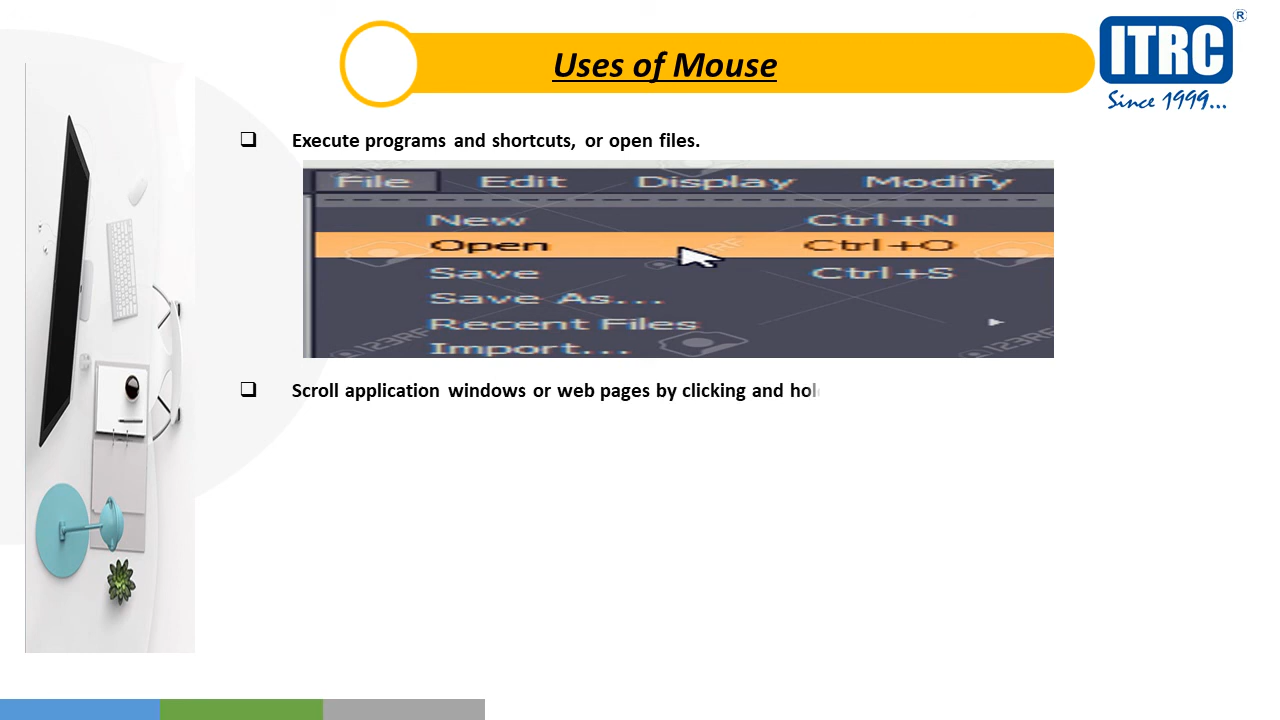 Uses of Mouse
ITRC ®
Since 1999...
Execute programs and shortcuts, or open files.
File Edit Display Modify
New Ctrl+N
Open Ctrl+O
Save Ctrl+S
Save As...
Recent Files
Import...
123RF
Scroll application windows or web pages by clicking and hol